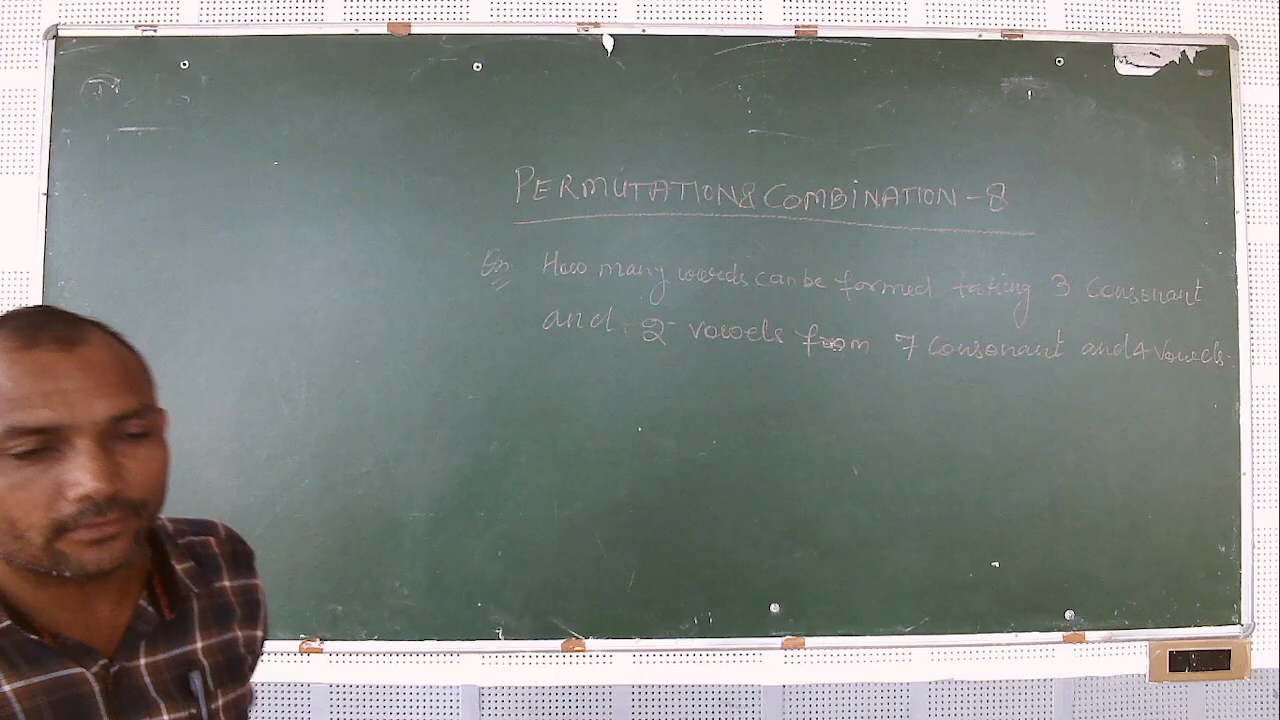 PERMUTATION & COMBINATION - 8
Ex. How many words can be formed taking 3 Consonant
and 2 vowels from 7 consonant and 4 vowels.